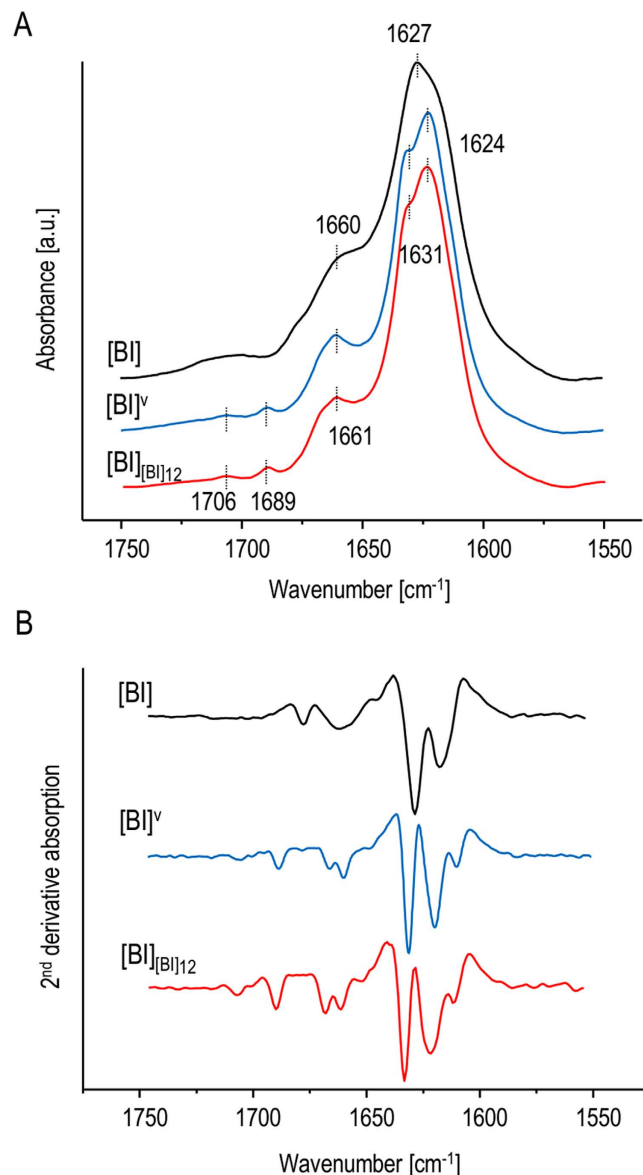 A
1627
1624
1660
1631
[BI]
[BI]ᵛ
1661
[BI]₍[BI]12₎
1706
1689
Absorbance [a.u.]
1750 1700 1650 1600 1550
Wavenumber [cm⁻¹]
B
[BI]
[BI]ᵛ
[BI]₍[BI]12₎
2ⁿᵈ derivative absorption
1750 1700 1650 1600 1550
Wavenumber [cm⁻¹]